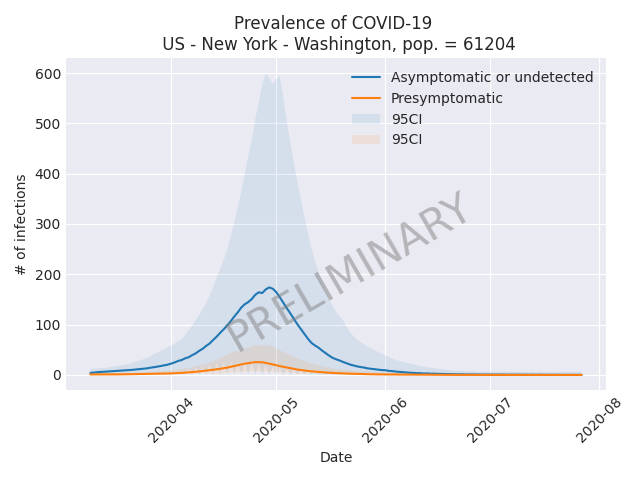 Prevalence of COVID-19
US - New York - Washington, pop. = 61204
600
500
400
300
200
100
0
# of infections
Asymptomatic or undetected
Presymptomatic
95CI
95CI
PRELIMINARY
2020-04
2020-05
2020-06
2020-07
2020-08
Date